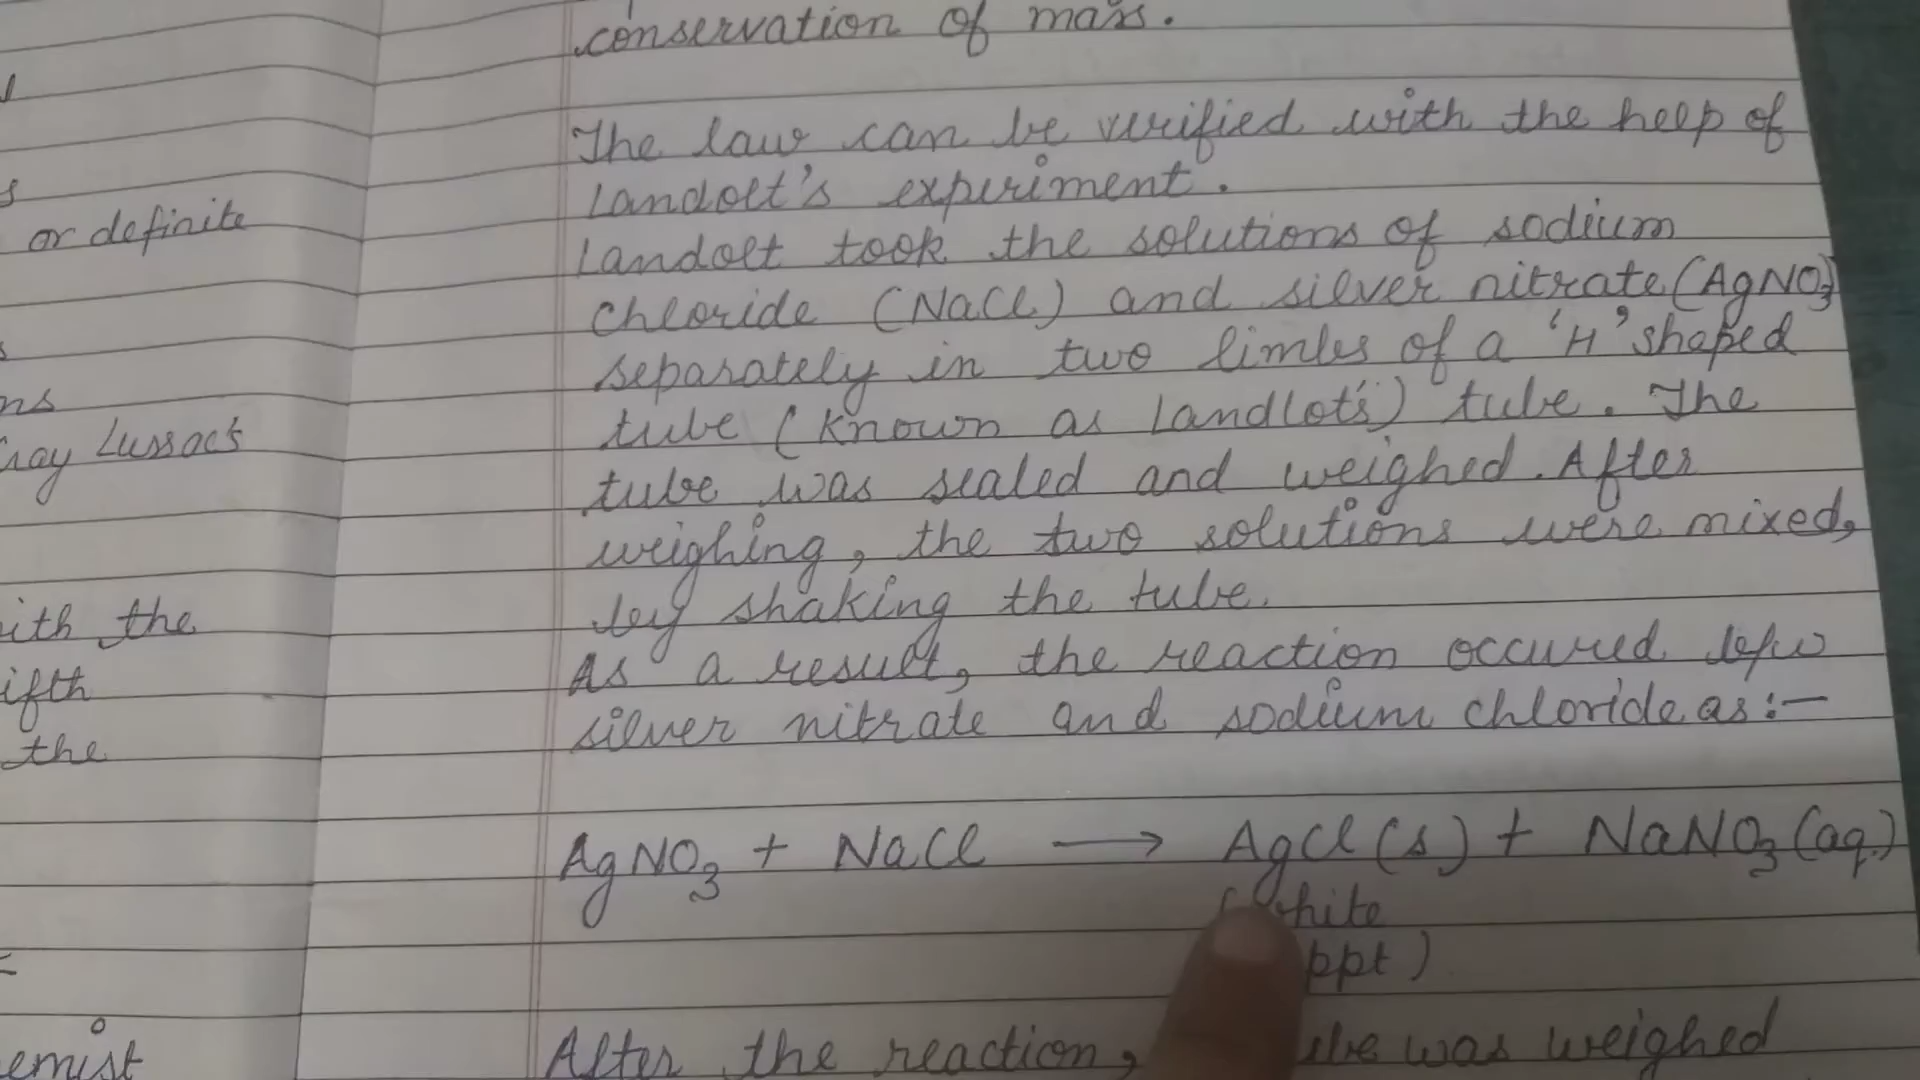 conservation of mass.
The law can be verified with the help of
Landolt's experiment.
Landolt took the solutions of sodium
chloride (NaCl) and silver nitrate (AgNO3)
separately in two limbs of a 'H' shaped
tube (known as Landlot's) tube. The
tube was sealed and weighed. After
weighing, the two solutions were mixed,
by shaking the tube.
As a result, the reaction occured b/w
silver nitrate and sodium chloride as:-
AgNO3 + NaCl → AgCl(s) + NaNO3(aq.)
(white
ppt)
After the reaction, was weighed
or definite
ns
Lussac's
ith the
ifth
the
emist